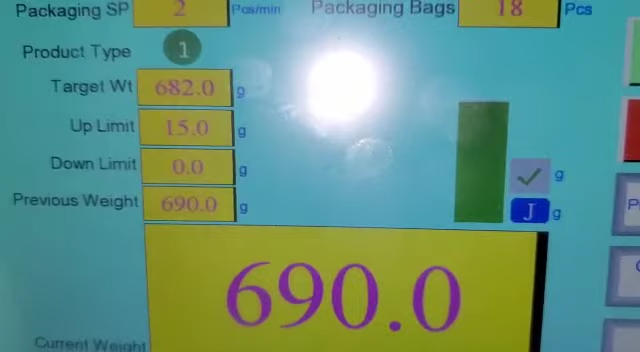 Packaging SP 2 Pcs/min Packaging Bags 18 Pcs
Product Type 1
Target Wt 682.0 g
Up Limit 15.0 g
Down Limit 0.0 g
g
Previous Weight 690.0 g
J g
690.0
Current Weight
P